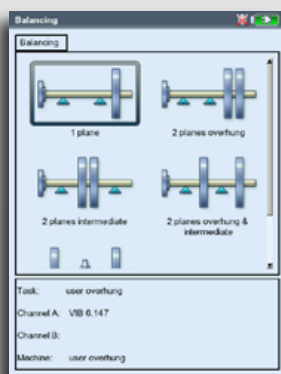 Balancing
Balancing
1 plane
2 planes overhung
2 planes intermediate
2 planes overhung &
intermediate
Task: user overhung
Channel A: VIB 6.147
Channel B:
Machine: user overhung